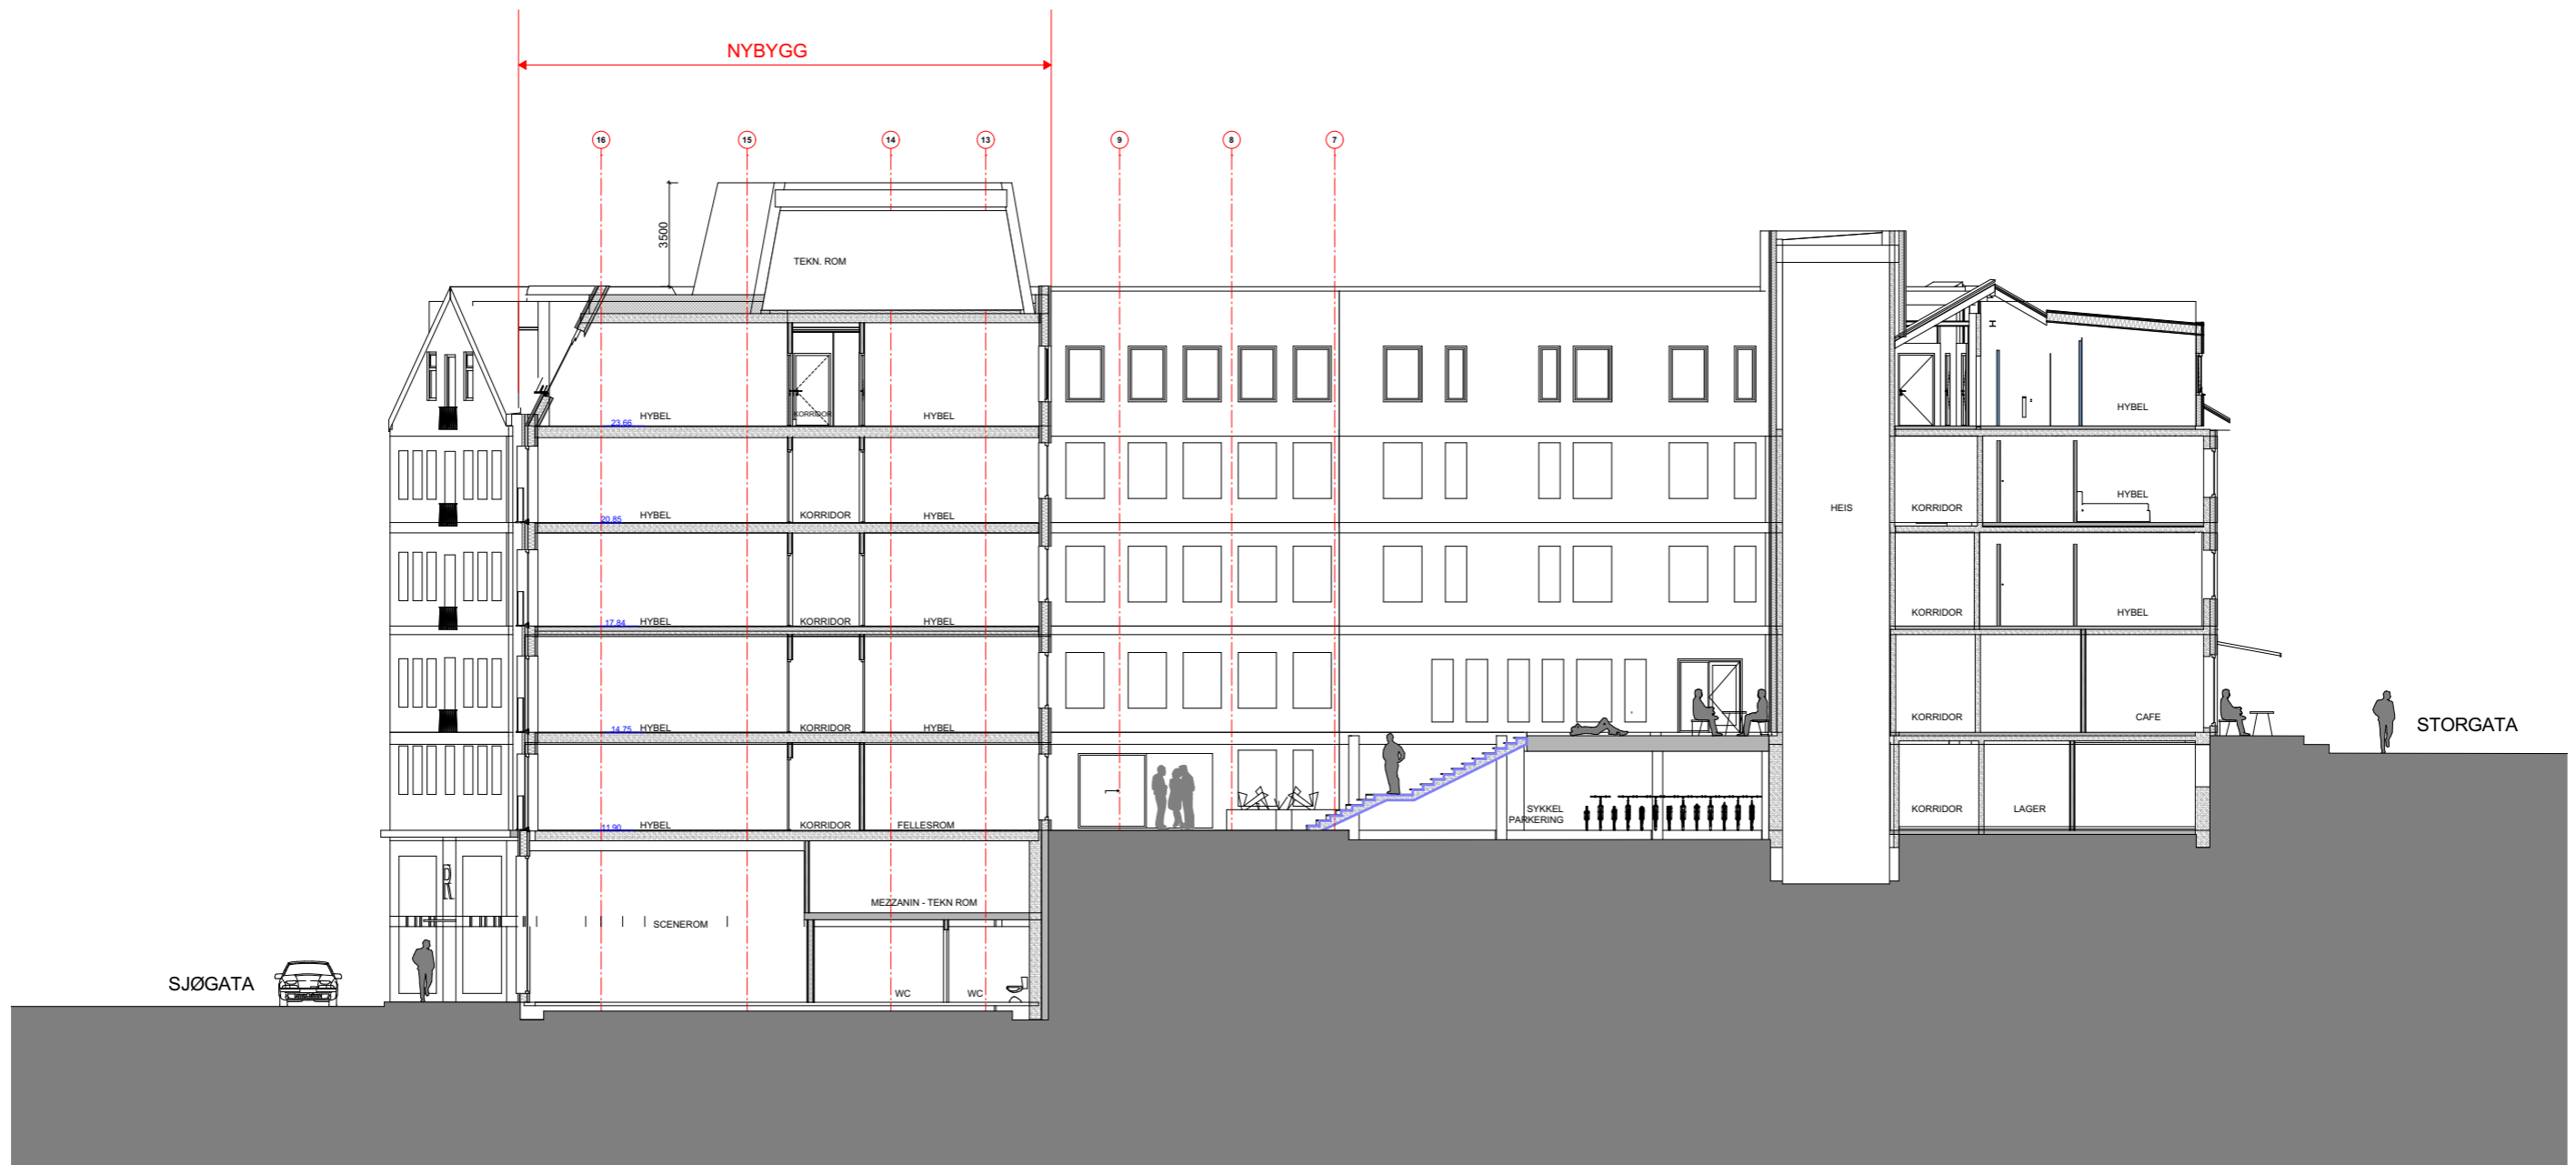 NYBYGG
16 15 14 13 9 8 7
3500
TEKN. ROM
HYBEL KORRIDOR HYBEL HYBEL
23.66
HYBEL KORRIDOR HYBEL HEIS KORRIDOR HYBEL
20.85
HYBEL KORRIDOR HYBEL KORRIDOR HYBEL
17.84
HYBEL KORRIDOR HYBEL KORRIDOR CAFE
14.75
STORGATA
HYBEL KORRIDOR FELLESROM SYKKEL KORRIDOR LAGER
PARKERING
11.90
R
MEZZANIN - TEKN ROM
SCENEROM
SJØGATA
WC WC